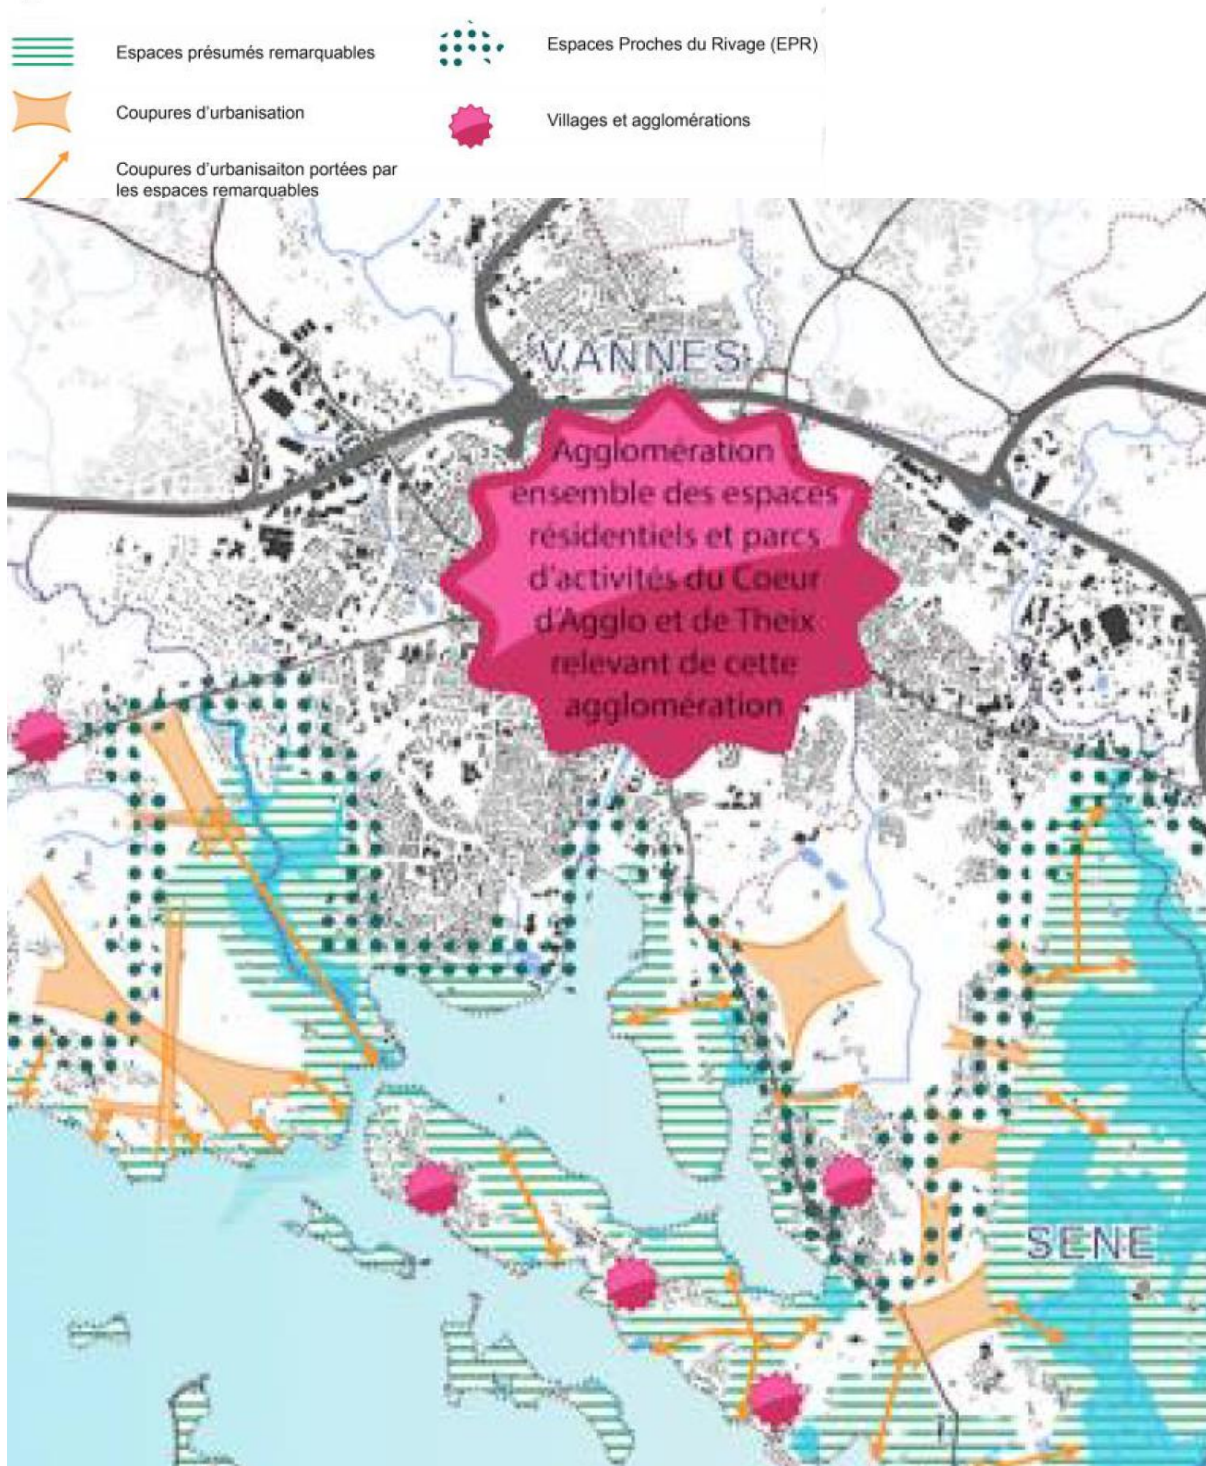 Espaces présumés remarquables
Espaces Proches du Rivage (EPR)
Coupures d'urbanisation
Villages et agglomérations
Coupures d'urbanisaiton portées par
les espaces remarquables
VANNES
Agglomération
ensemble des espaces
résidentiels et parcs
d'activités du Coeur
d'Agglo et de Theix
relevant de cette
agglomération
SENE